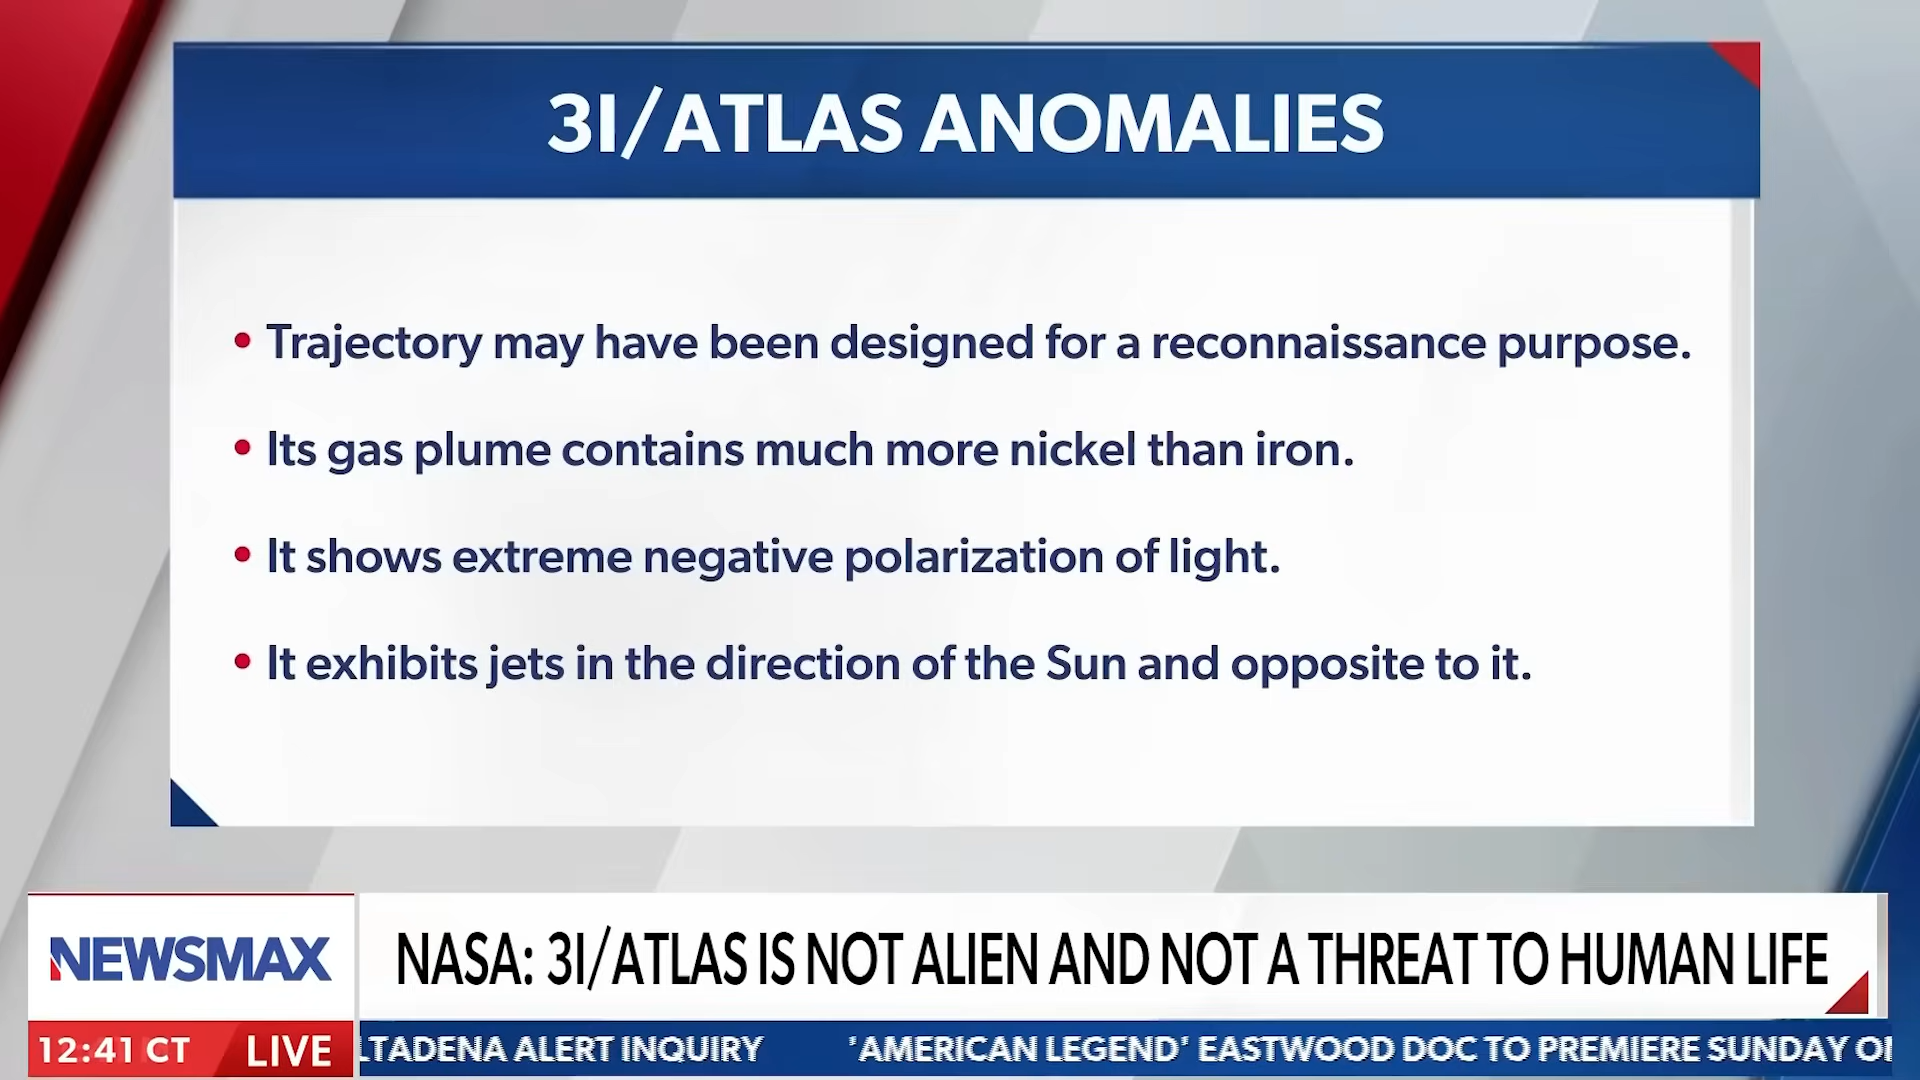 3I/ATLAS ANOMALIES
• Trajectory may have been designed for a reconnaissance purpose.
• Its gas plume contains much more nickel than iron.
• It shows extreme negative polarization of light.
• It exhibits jets in the direction of the Sun and opposite to it.
NEWSMAX
NASA: 3I/ATLAS IS NOT ALIEN AND NOT A THREAT TO HUMAN LIFE
12:41 CT LIVE
LTADENA ALERT INQUIRY 'AMERICAN LEGEND' EASTWOOD DOC TO PREMIERE SUNDAY